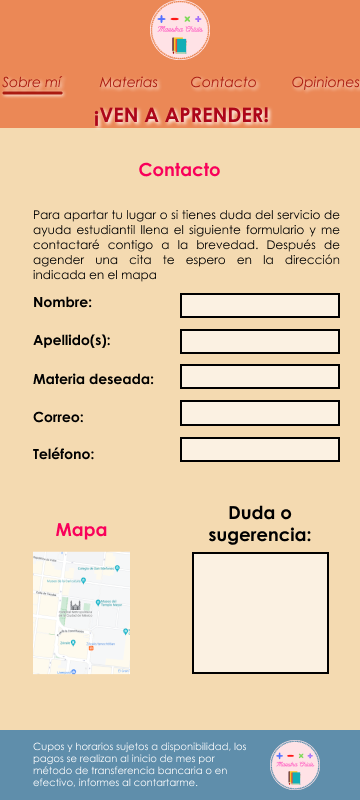 Maestra Chids
Sobre mí Materias Contacto Opiniones
¡VEN A APRENDER!
Contacto
Para apartar tu lugar o si tienes duda del servicio de
ayuda estudiantil llena el siguiente formulario y me
contactaré contigo a la brevedad. Después de
agender una cita te espero en la dirección
indicada en el mapa
Nombre:
Apellido(s):
Materia deseada:
Correo:
Teléfono:
Mapa
Duda o
sugerencia:
Cupos y horarios sujetos a disponibilidad, los
pagos se realizan al inicio de mes por
método de transferencia bancaria o en
efectivo, informes al contartarme.